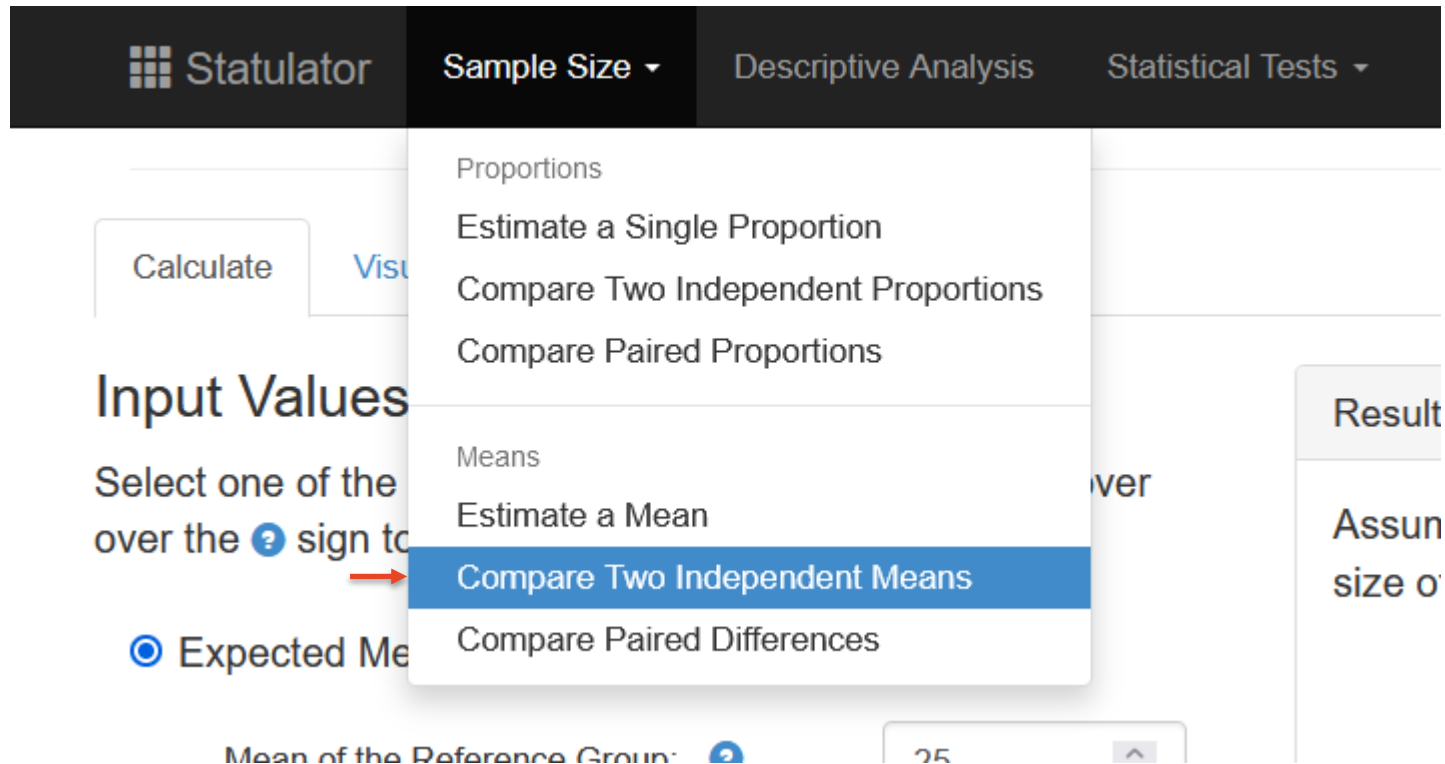 Statulator Sample Size Descriptive Analysis Statistical Tests
Proportions
Estimate a Single Proportion
Compare Two Independent Proportions
Compare Paired Proportions
Means
Estimate a Mean
Compare Two Independent Means
Compare Paired Differences
Calculate
Input Values
Select one of the
over the ? sign to
Expected
Mean of the Reference Group: ? 25
Result
size